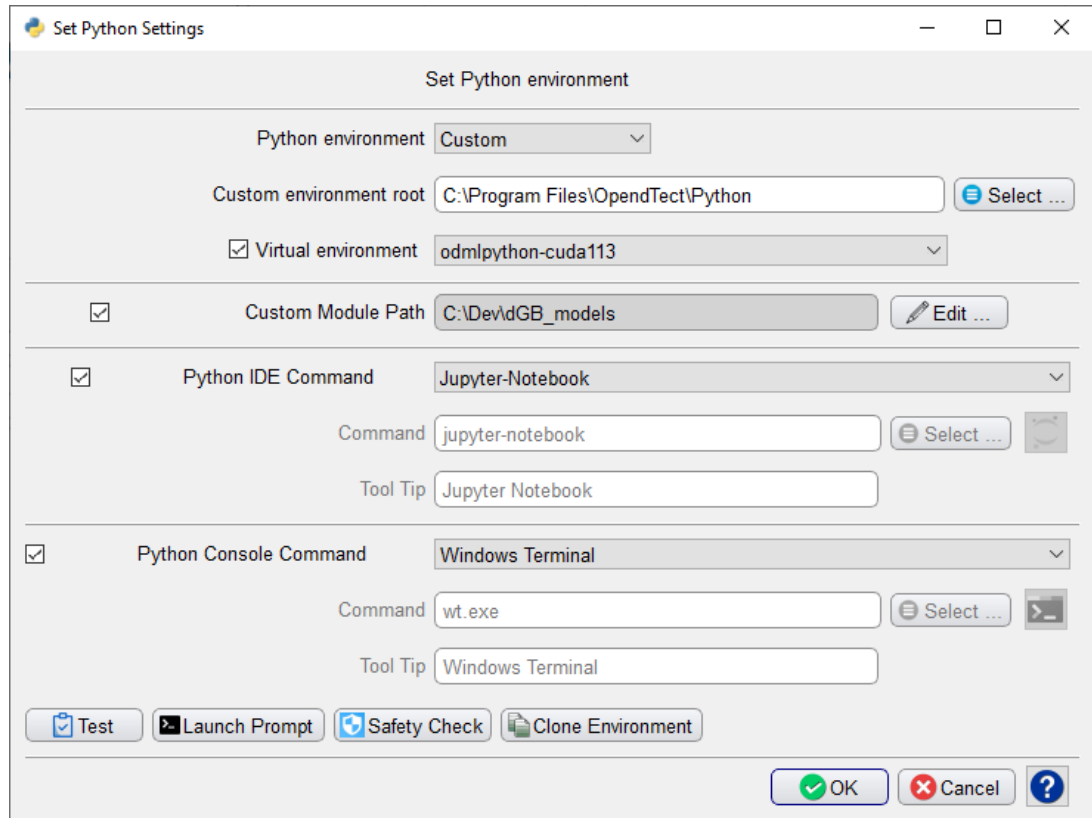 Set Python Settings
Set Python environment
Python environment Custom
Custom environment root C:\Program Files\OpendTect\Python Select ...
Virtual environment odmlpython-cuda113
Custom Module Path C:\Dev\dGB_models Edit ...
Python IDE Command Jupyter-Notebook
Command jupyter-notebook Select ...
Tool Tip Jupyter Notebook
Python Console Command Windows Terminal
Command wt.exe Select ...
Tool Tip Windows Terminal
Test Launch Prompt Safety Check Clone Environment
OK Cancel ?